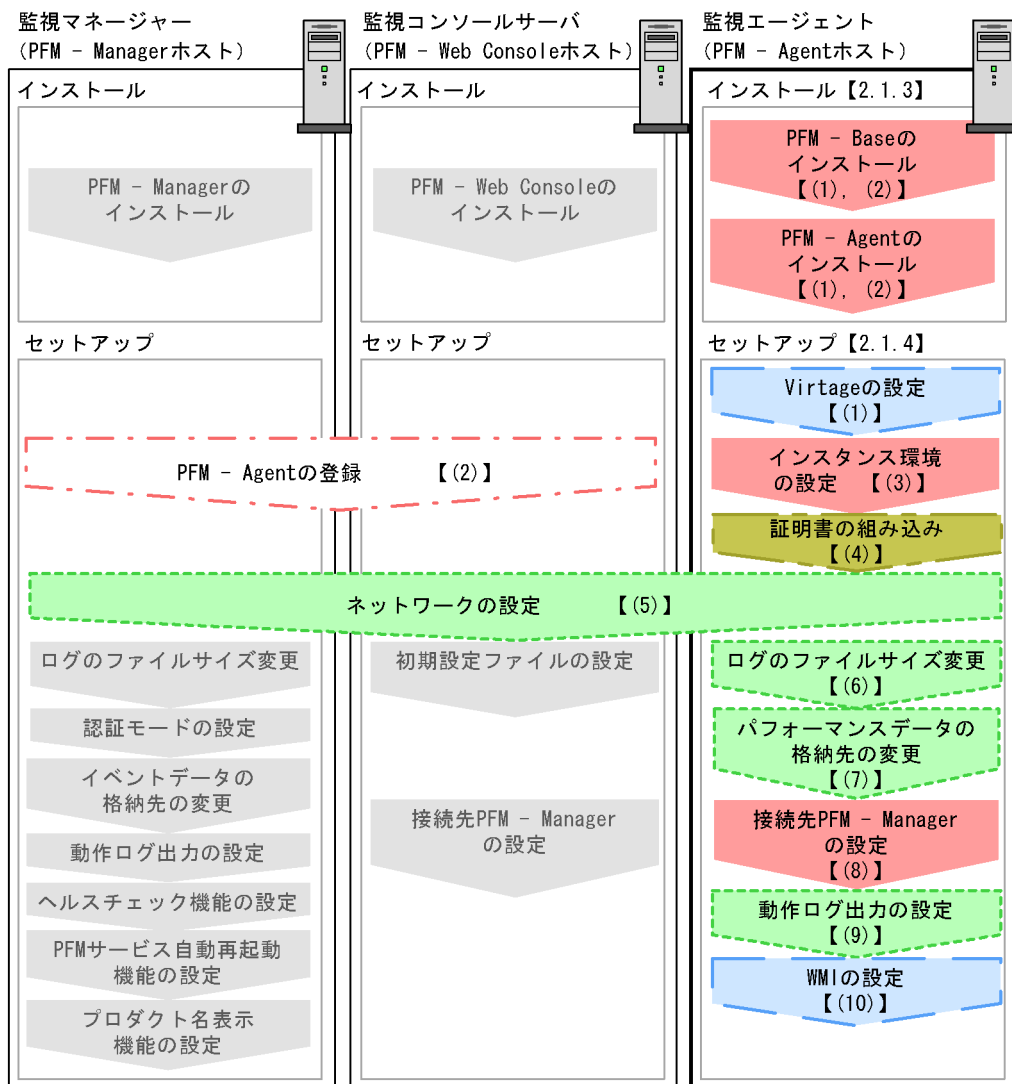 監視マネージャー
(PFM - Managerホスト)
インストール
PFM - Managerの
インストール
セットアップ
監視コンソールサーバ
(PFM - Web Consoleホスト)
インストール
PFM - Web Consoleの
インストール
セットアップ
監視エージェント
(PFM - Agentホスト)
インストール【2.1.3】
PFM - Baseの
インストール
【(1), (2)】
PFM - Agentの
インストール
【(1), (2)】
セットアップ【2.1.4】
Virtageの設定
【(1)】
PFM - Agentの登録 【(2)】
インスタンス環境
の設定 【(3)】
証明書の組み込み
【(4)】
ネットワークの設定 【(5)】
ログのファイルサイズ変更
認証モードの設定
イベントデータの
格納先の変更
動作ログ出力の設定
ヘルスチェック機能の設定
PFMサービス自動再起動
機能の設定
プロダクト名表示
機能の設定
初期設定ファイルの設定
接続先PFM - Manager
の設定
ログのファイルサイズ変更
【(6)】
パフォーマンスデータの
格納先の変更
【(7)】
接続先PFM - Manager
の設定
【(8)】
動作ログ出力の設定
【(9)】
WMIの設定
【(10)】